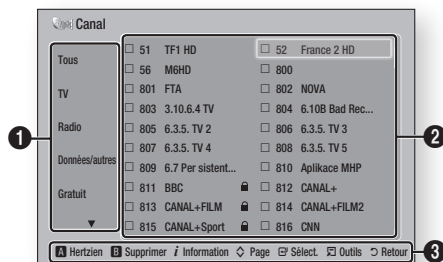 Canal
Tous
TV
Radio
Données/autres
Gratuit
51 TF1 HD
52 France 2 HD
56 M6HD
800
801 FTA
802 NOVA
803 3.10.6.4 TV
804 6.10B Bad Rec...
805 6.3.5. TV 2
806 6.3.5. TV 3
807 6.3.5. TV 4
808 6.3.5. TV 5
809 6.7 Per sistent...
810 Aplikace MHP
811 BBC
812 CANAL+
813 CANAL+FILM
814 CANAL+FILM2
815 CANAL+Sport
816 CNN
A Hertzien B Supprimer i Information Page Sélect. Outils Retour
1
2
3